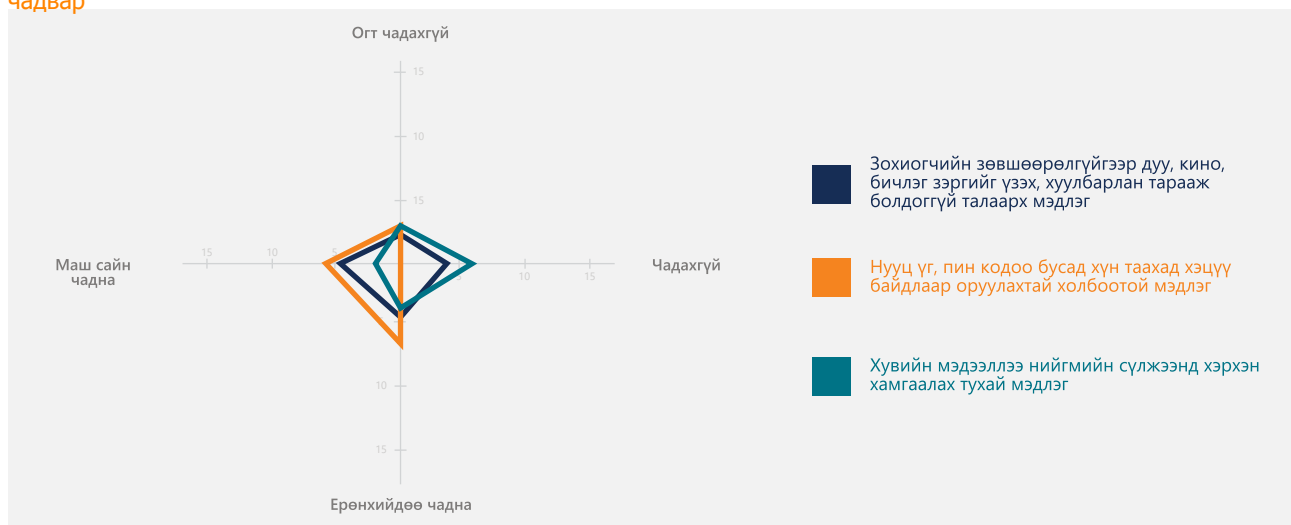 чадвар
Огт чадахгүй
15
10
15
15
10
5
Маш сайн
чадна
Чадахгүй
10
15
10
15
Ерөнхийдөө чадна
Зохиогчийн зөвшөөрөлгүйгээр дуу, кино,
бичлэг зэргийг үзэх, хуулбарлан тарааж
болдоггүй талаарх мэдлэг
Нууц үг, пин кодоо бусад хүн таахад хэцүү
байдлаар оруулахтай холбоотой мэдлэг
Хувийн мэдээллээ нийгмийн сүлжээнд хэрхэн
хамгаалах тухай мэдлэг